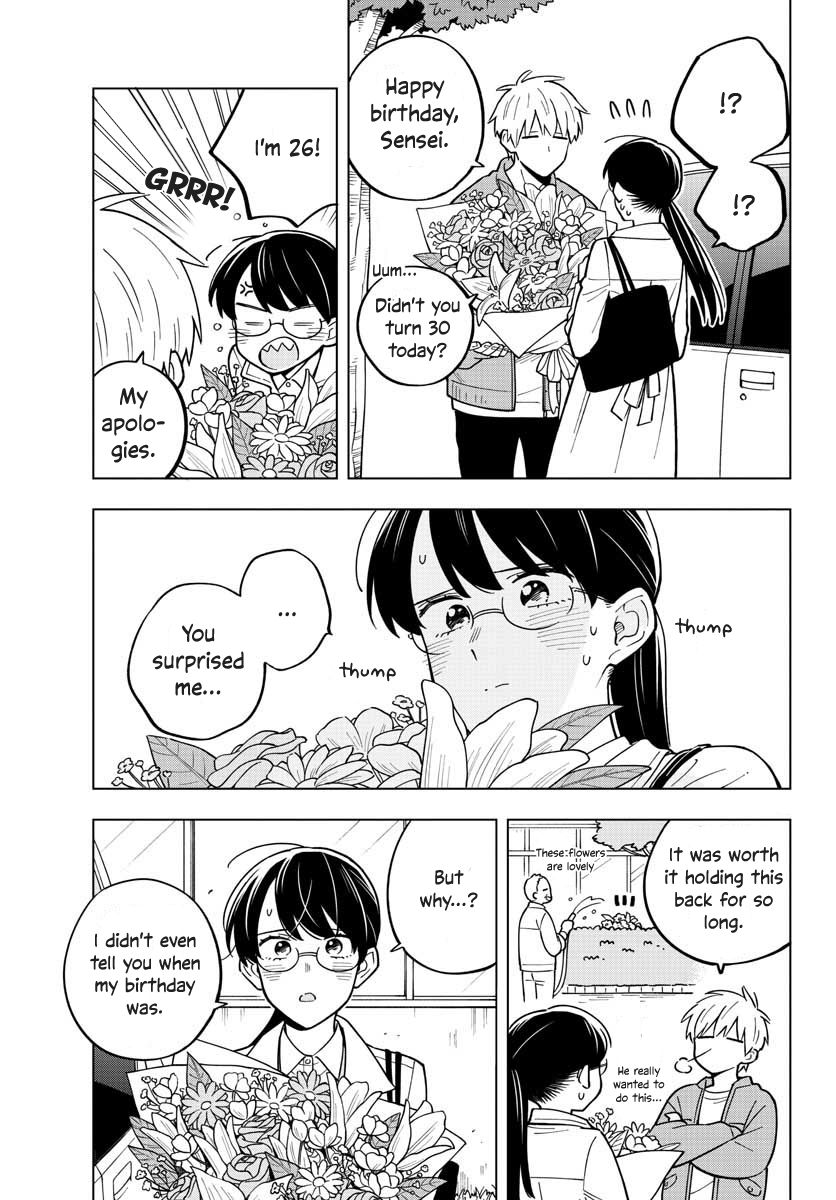 !?
!?
Happy
birthday,
Sensei.
Uum...
Didn't you
turn 30
today?
I'm 26!
GRRR!
My
apolo-
gies.
thump
...
You
surprised
me...
thump
It was worth
it holding this
back for so
long.
These flowers
are lovely
He really
wanted to
do this...
But
why...?
I didn't even
tell you when
my birthday
was.